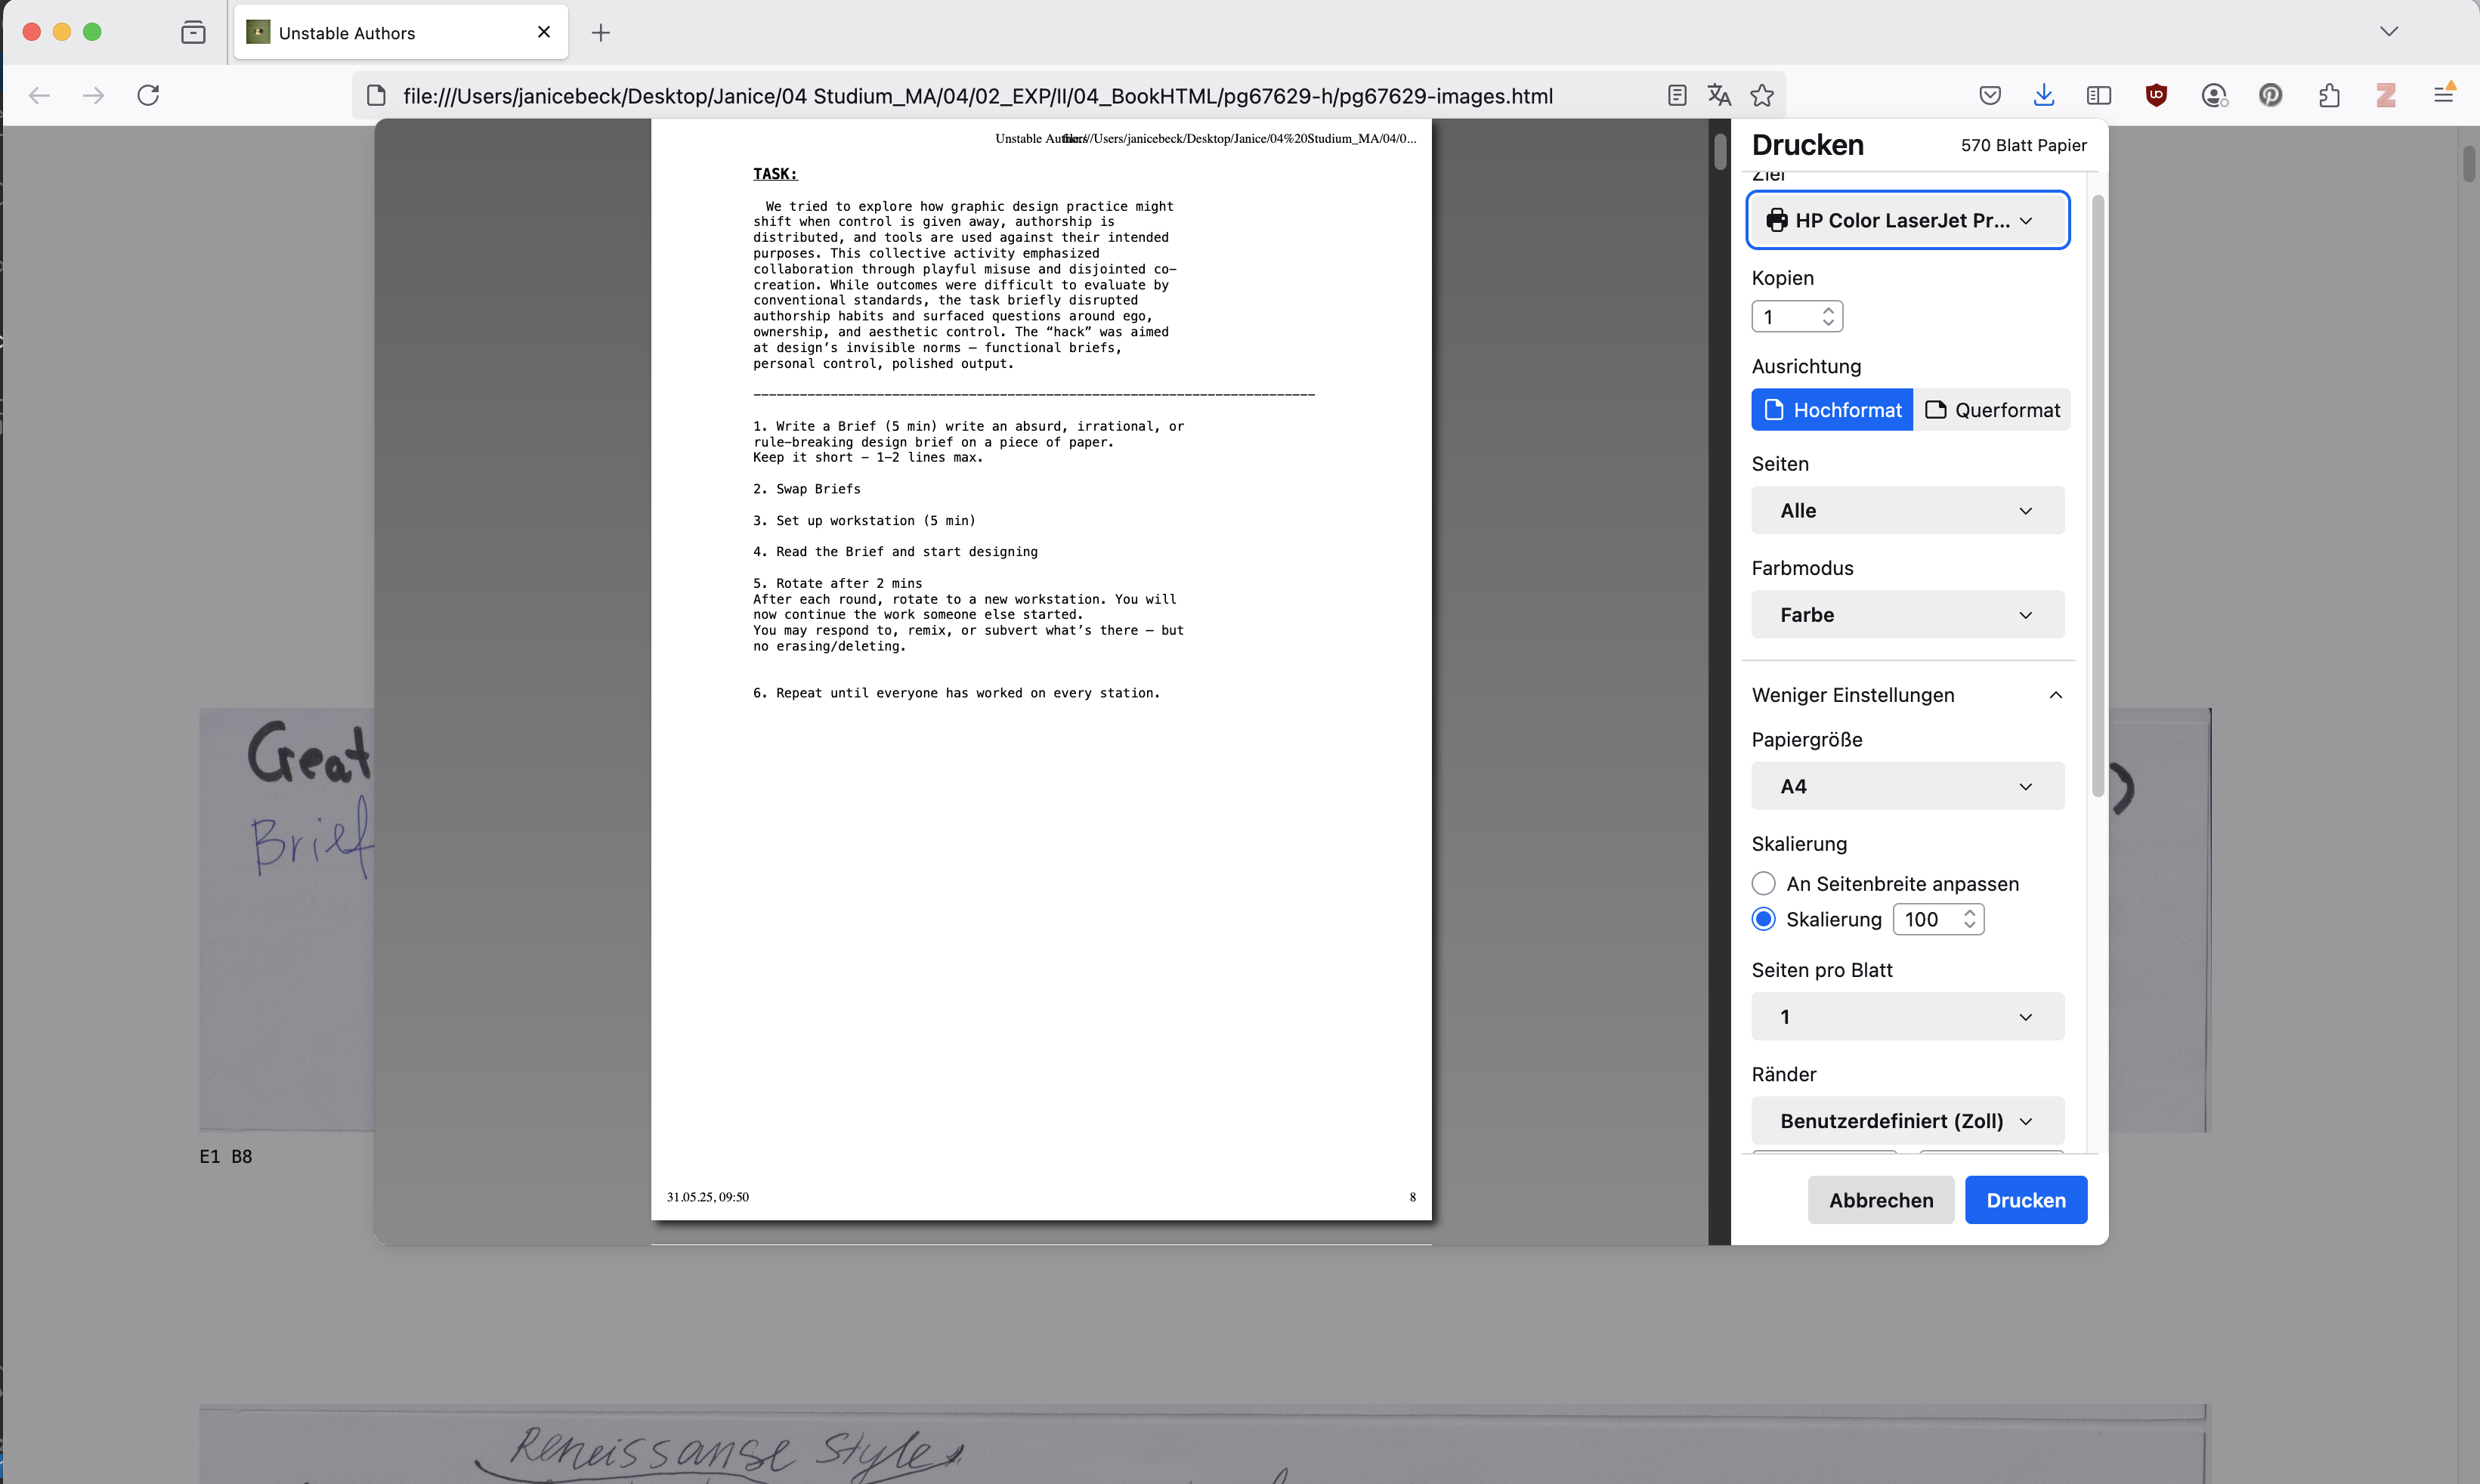 Unstable Authors
file:///Users/janicebeck/Desktop/Janice/04 Studium_MA/04/02_EXP/II/04_BookHTML/pg67629-h/pg67629-images.html
Unstable Authors
file:///Users/janicebeck/Desktop/Janice/04%20Studium_MA/04/0...
TASK:
We tried to explore how graphic design practice might
shift when control is given away, authorship is
distributed, and tools are used against their intended
purposes. This collective activity emphasized
collaboration through playful misuse and disjointed co-
creation. While outcomes were difficult to evaluate by
conventional standards, the task briefly disrupted
authorship habits and surfaced questions around ego,
ownership, and aesthetic control. The “hack” was aimed
at design’s invisible norms — functional briefs,
personal control, polished output.
1. Write a Brief (5 min) write an absurd, irrational, or
rule-breaking design brief on a piece of paper.
Keep it short – 1–2 lines max.
2. Swap Briefs
3. Set up workstation (5 min)
4. Read the Brief and start designing
5. Rotate after 2 mins
After each round, rotate to a new workstation. You will
now continue the work someone else started.
You may respond to, remix, or subvert what’s there — but
no erasing/deleting.
6. Repeat until everyone has worked on every station.
31.05.25, 09:50
8
Drucken
570 Blatt Papier
Ziel
HP Color LaserJet Pr...
Kopien
1
Ausrichtung
Hochformat
Querformat
Seiten
Alle
Farbmodus
Farbe
Weniger Einstellungen
Papiergröße
A4
Skalierung
An Seitenbreite anpassen
Skalierung 100
Seiten pro Blatt
1
Ränder
Benutzerdefiniert (Zoll)
Abbrechen
Drucken
Creat
Brief
E1 B8
Reneissanse Style